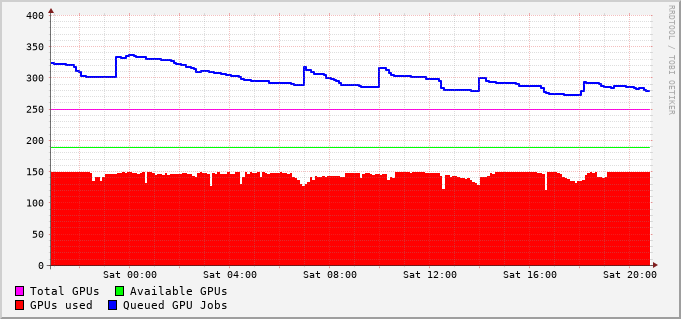 400
350
300
250
200
150
100
50
0
Sat 00:00 Sat 04:00 Sat 08:00 Sat 12:00 Sat 16:00 Sat 20:00
Total GPUs Available GPUs
GPUs used Queued GPU Jobs
RRDTOOL / TOBI OETIKER